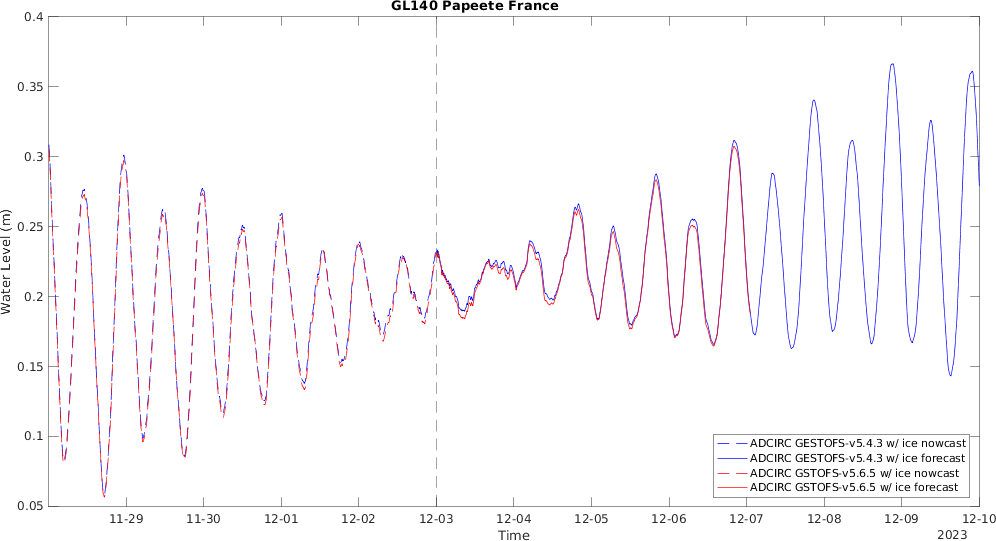 GL140 Papeete France
0.4
0.35
0.3
0.25
0.2
0.15
0.1
0.05
Water Level (m)
11-29 11-30 12-01 12-02 12-03 12-04 12-05 12-06 12-07 12-08 12-09 12-10
Time
2023
ADCIRC GESTOFS-v5.4.3 w/ ice nowcast
ADCIRC GESTOFS-v5.4.3 w/ ice forecast
ADCIRC GSTOFS-v5.6.5 w/ ice nowcast
ADCIRC GSTOFS-v5.6.5 w/ ice forecast